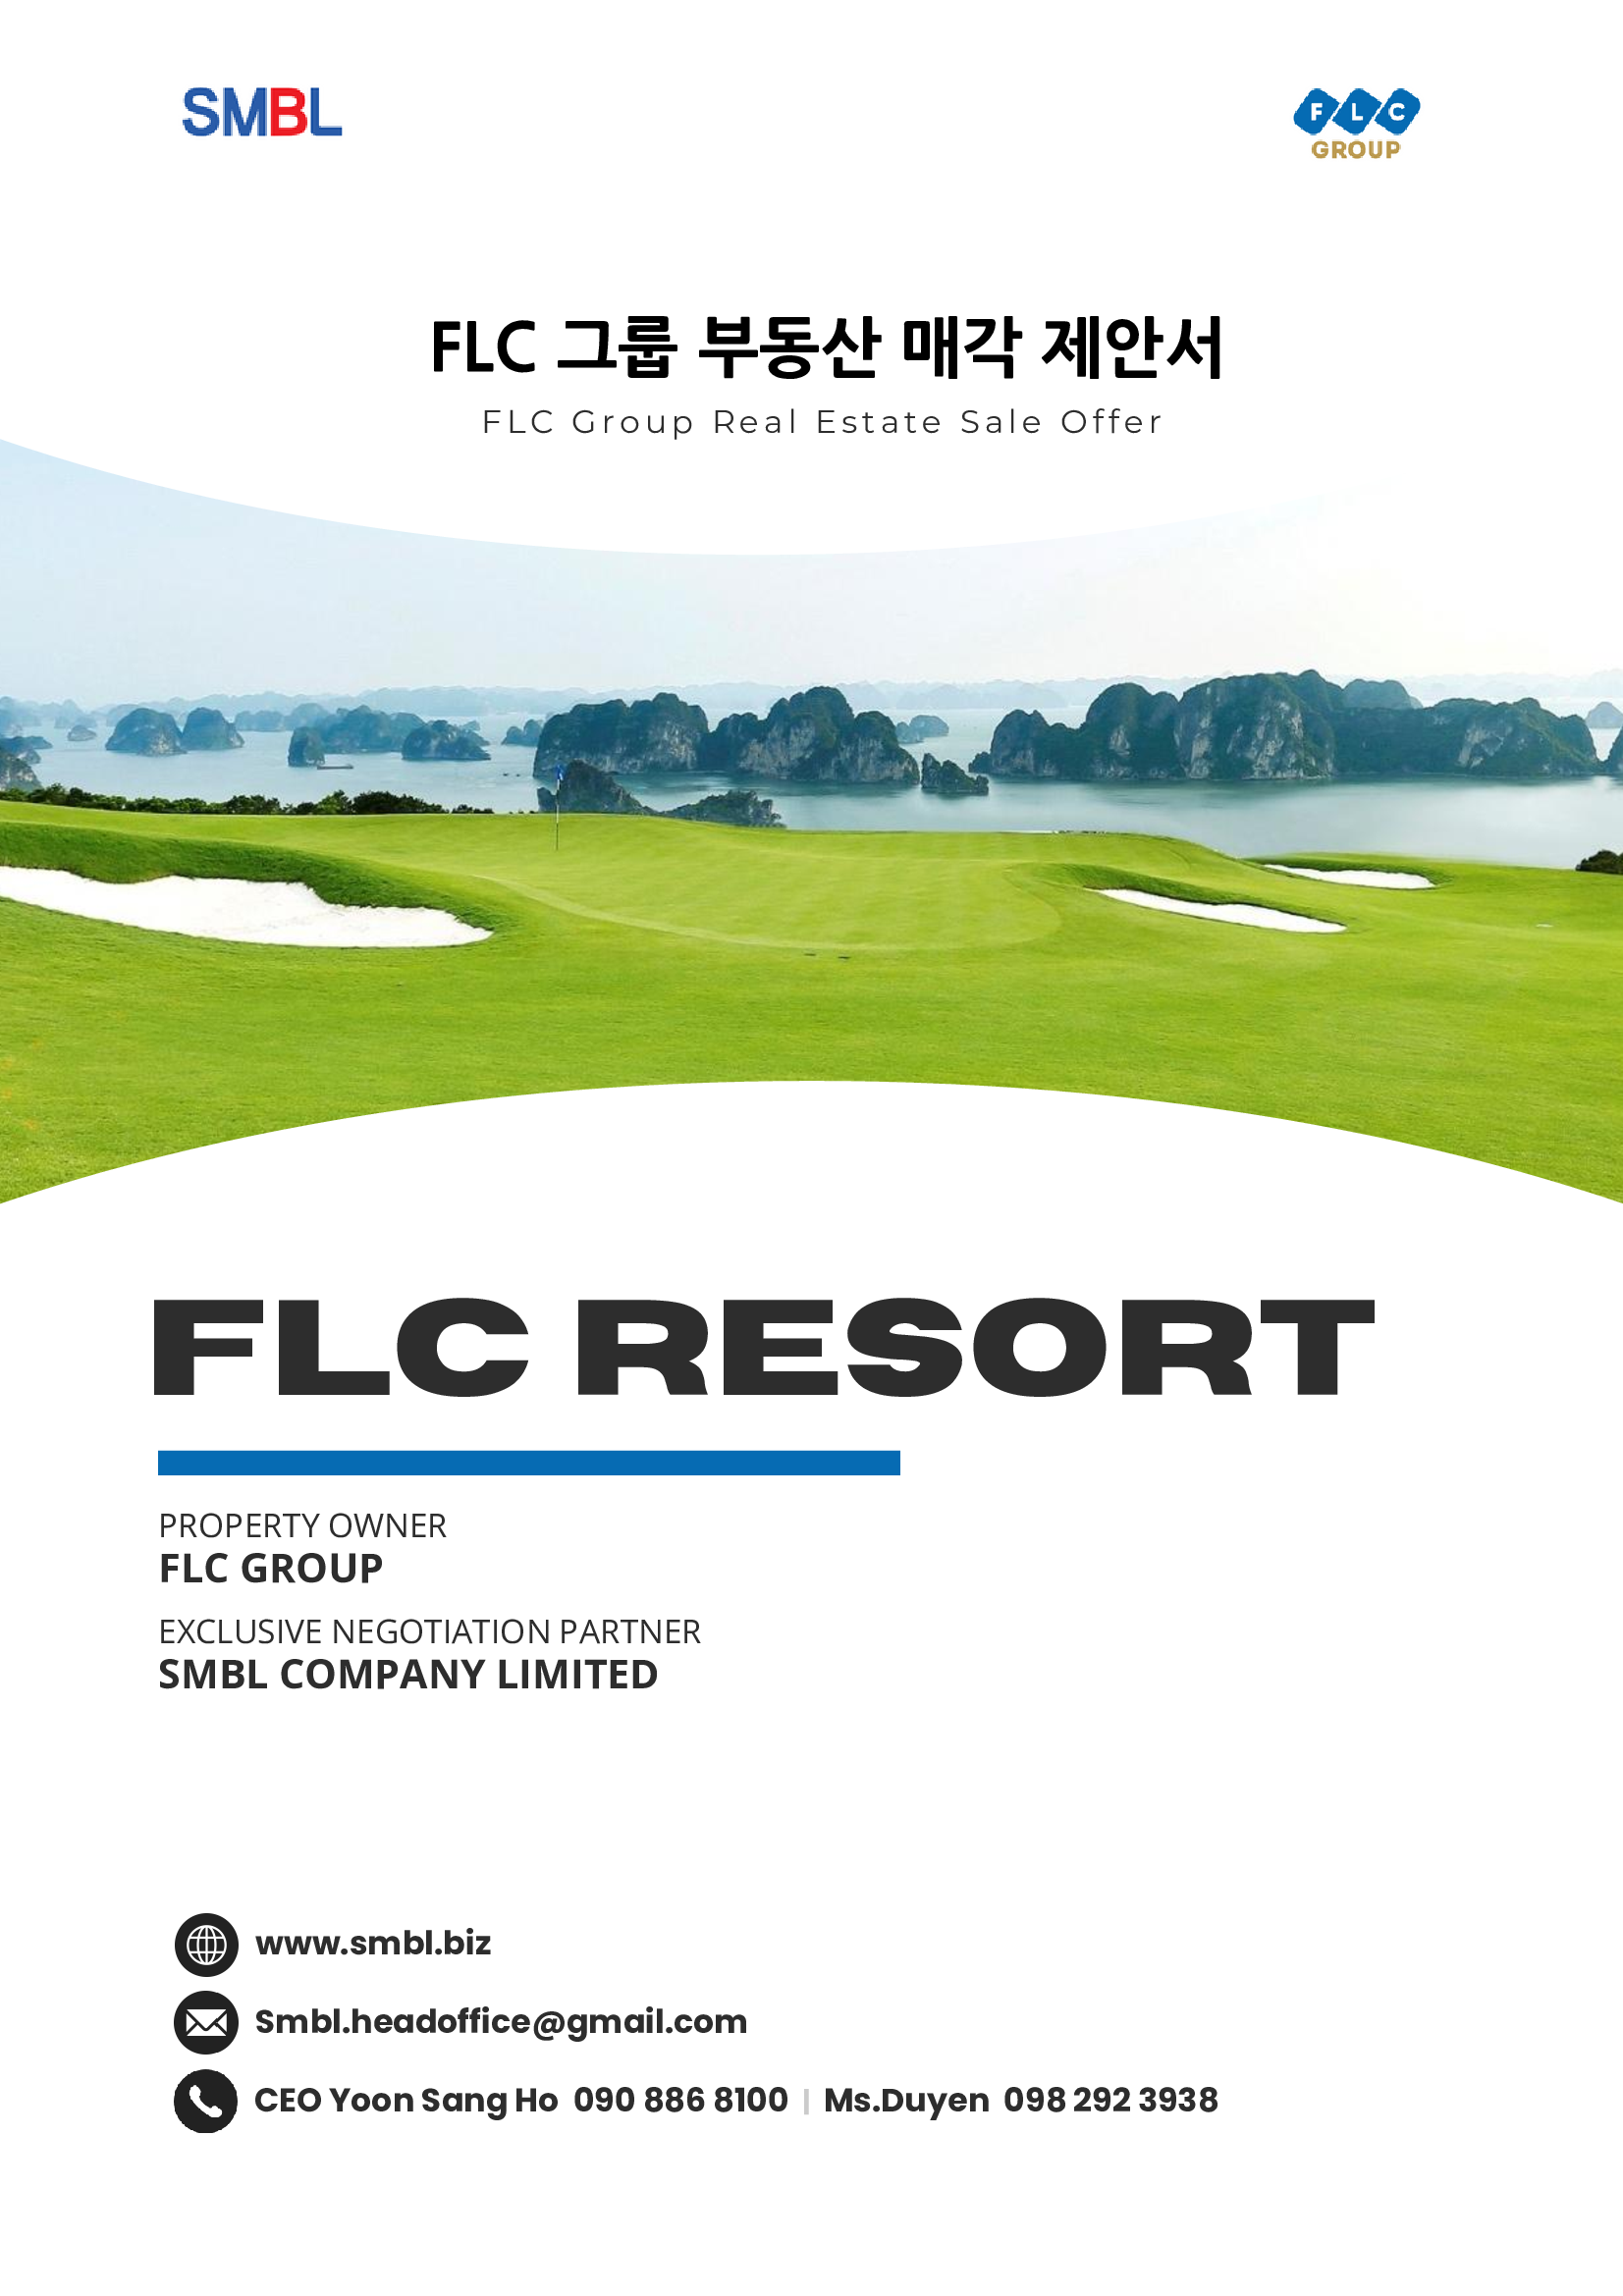 SMBL
FLC
GROUP
FLC 그룹 부동산 매각 제안서
FLC Group Real Estate Sale Offer
FLC RESORT
PROPERTY OWNER
FLC GROUP
EXCLUSIVE NEGOTIATION PARTNER
SMBL COMPANY LIMITED
www.smbl.biz
Smbl.headoffice@gmail.com
CEO Yoon Sang Ho 090 886 8100 | Ms.Duyen 098 292 3938